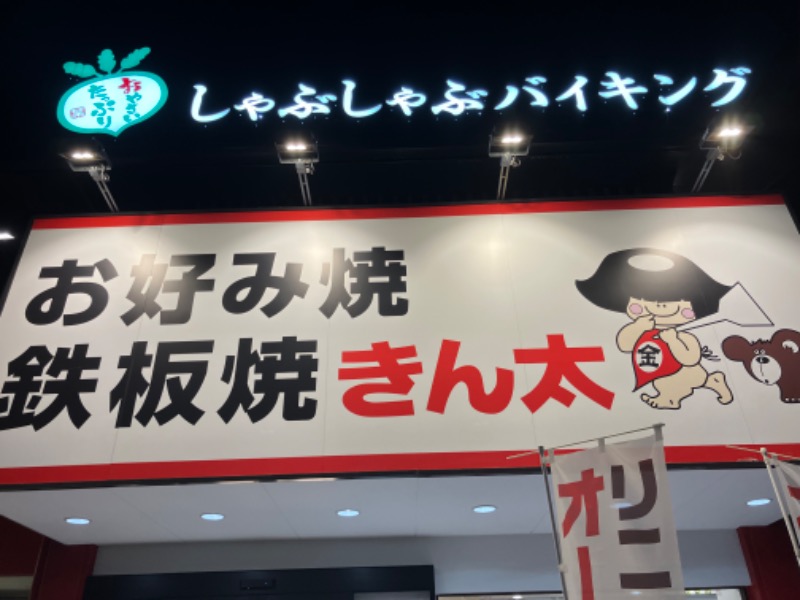 おやさい
たっぷり
しゃぶしゃぶバイキング
お好み焼
鉄板焼きん太
金
リニ
オー